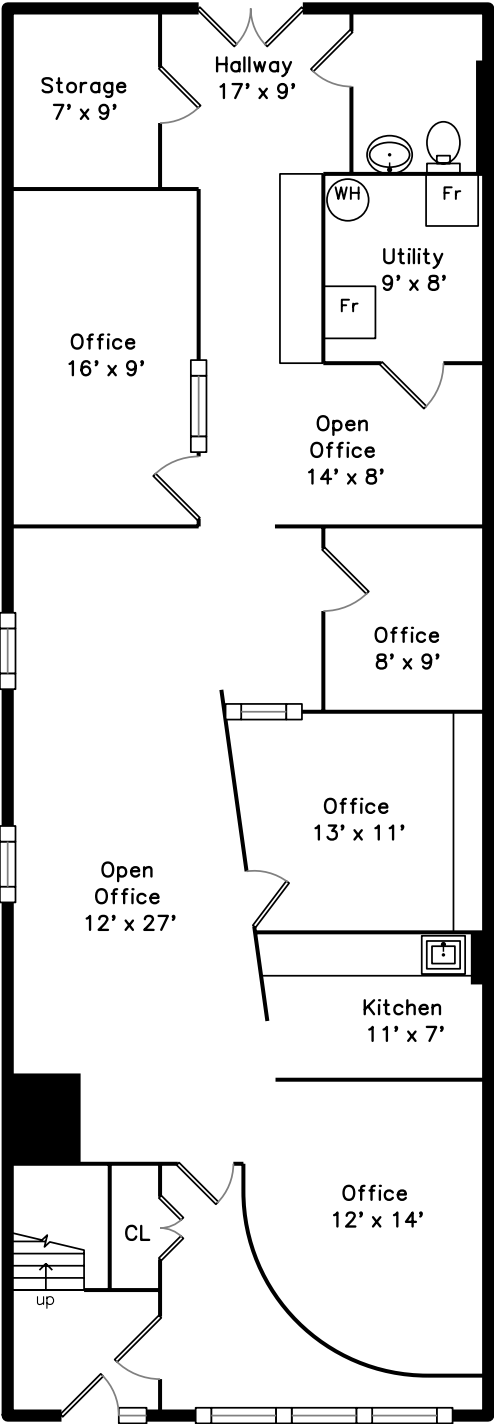 Hallway
17' x 9'
Storage
7' x 9'
WH
Fr
Utility
9' x 8'
Fr
Office
16' x 9'
Open
Office
14' x 8'
Office
8' x 9'
Office
13' x 11'
Open
Office
12' x 27'
Kitchen
11' x 7'
Office
12' x 14'
CL
up